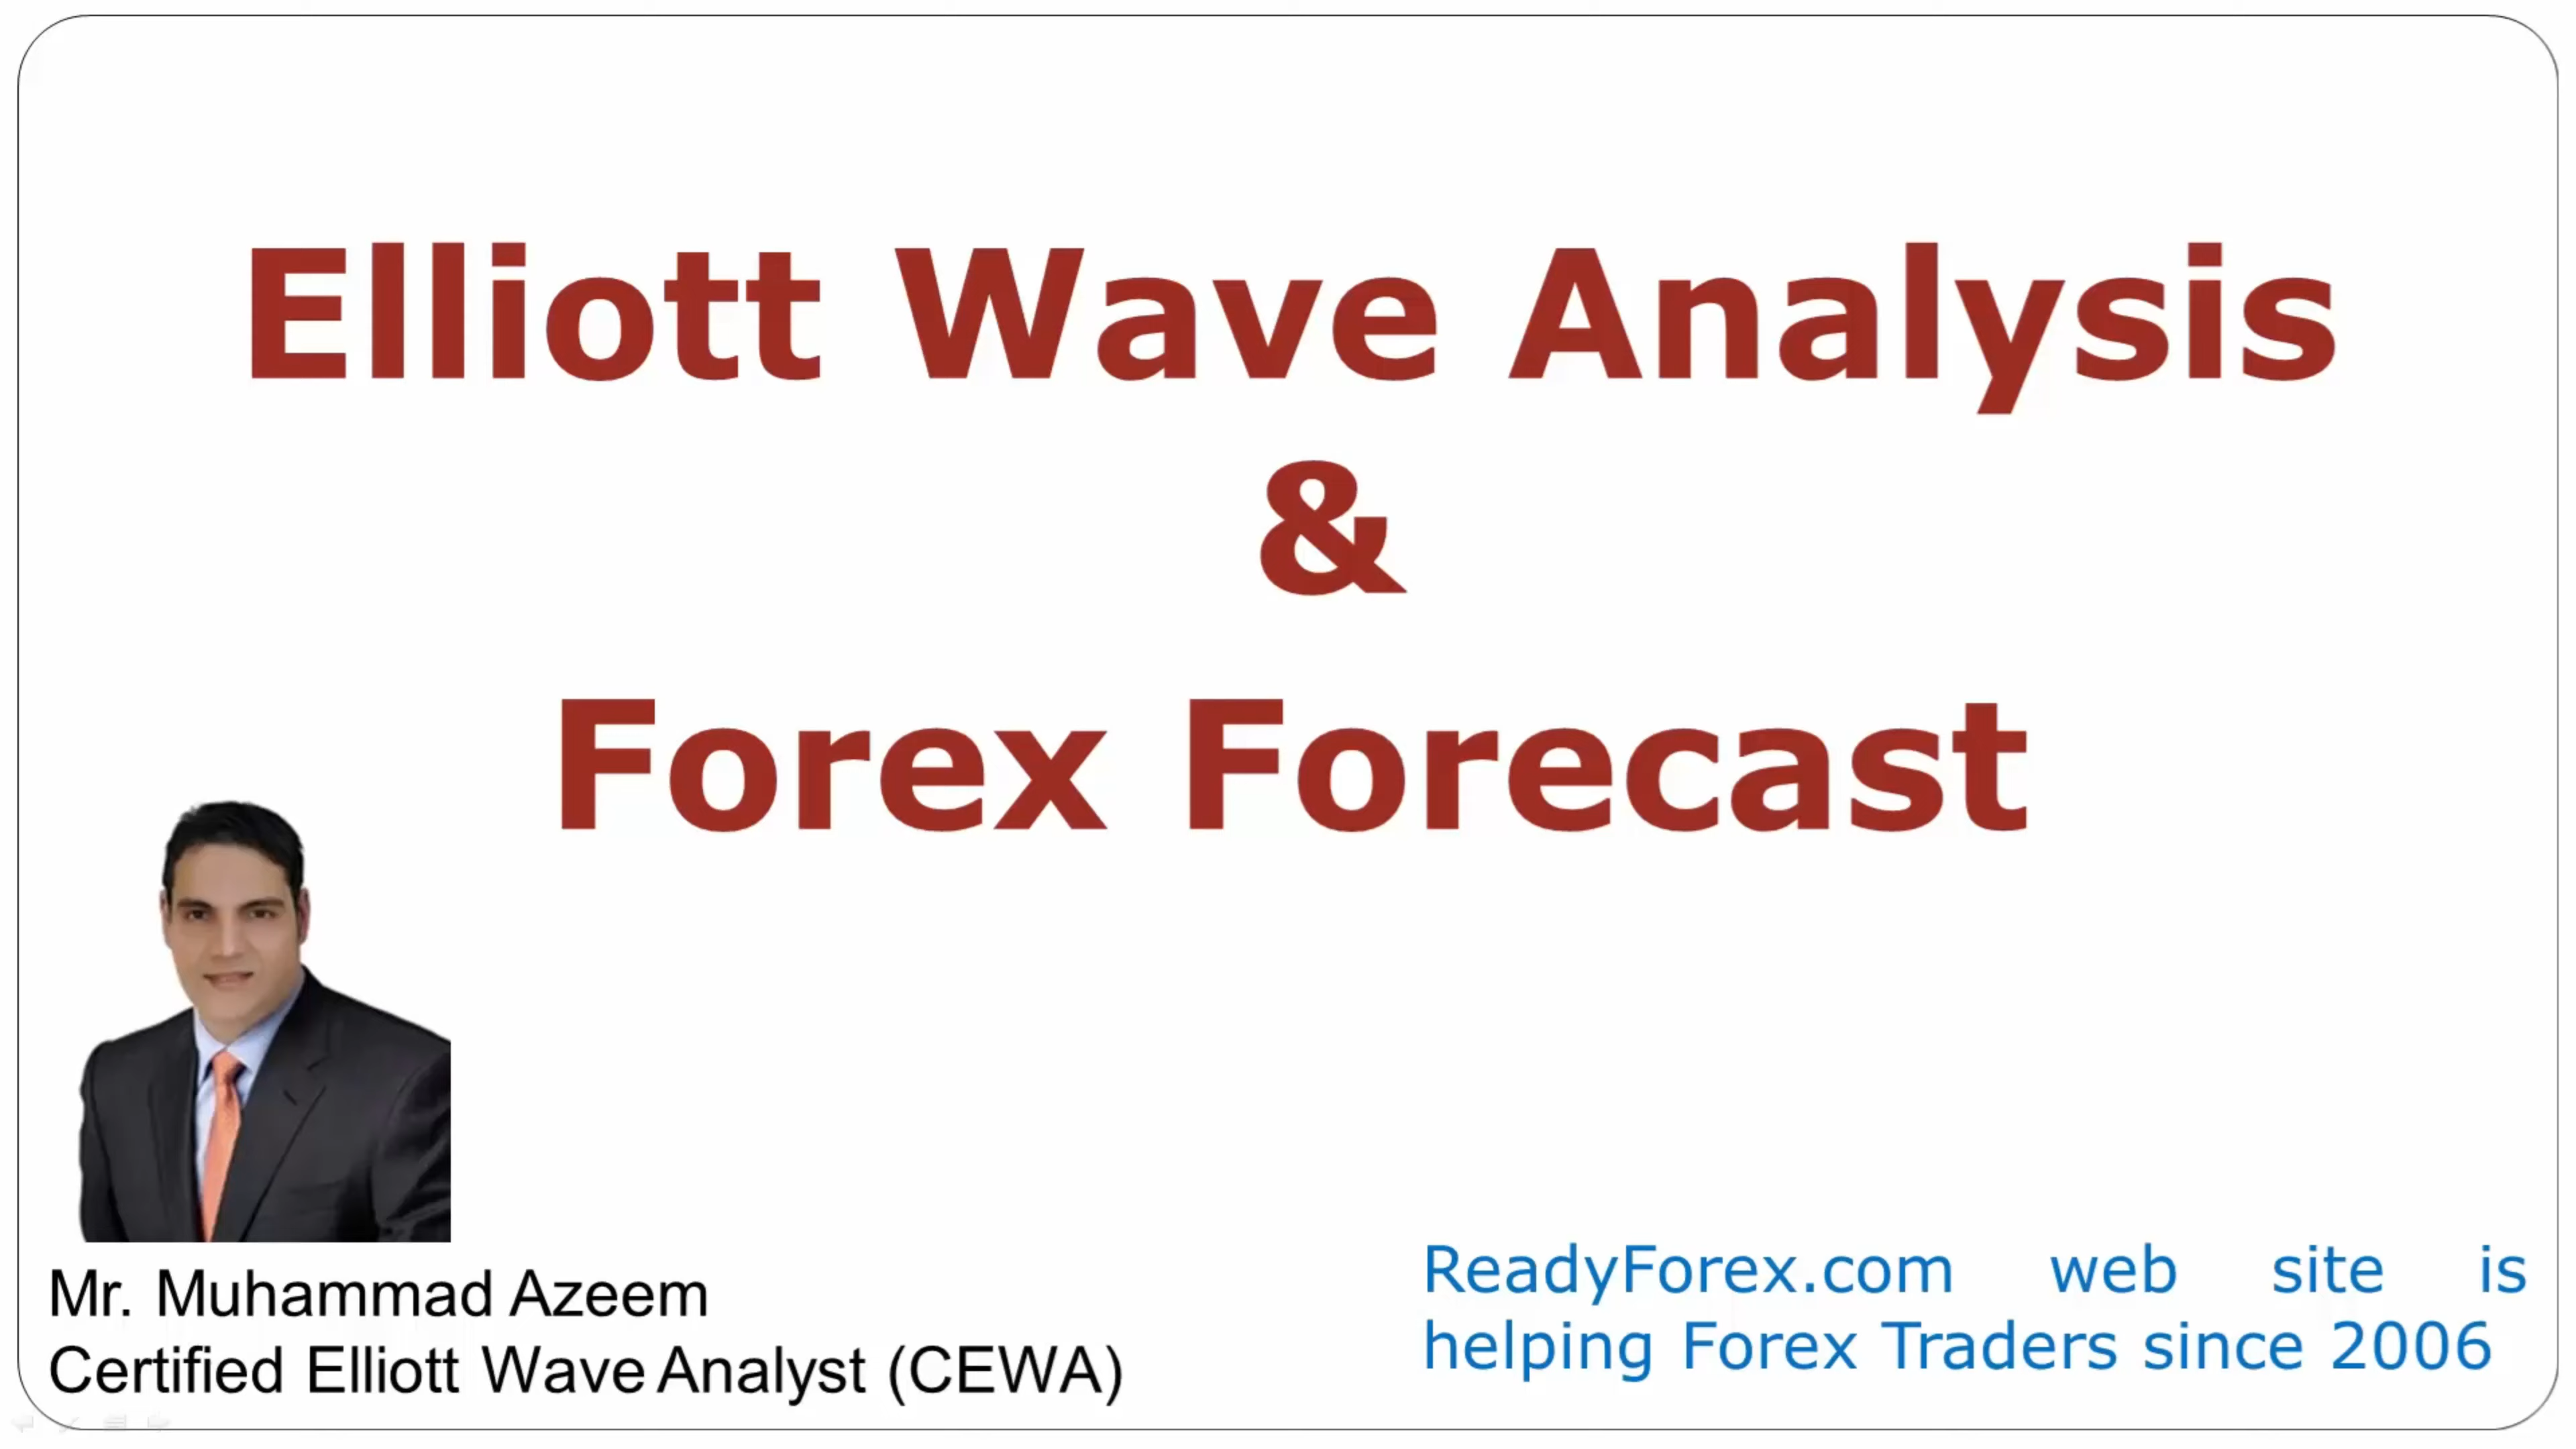 Elliott Wave Analysis
&
Forex Forecast
Mr. Muhammad Azeem
Certified Elliott Wave Analyst (CEWA)
ReadyForex.com web site is
helping Forex Traders since 2006